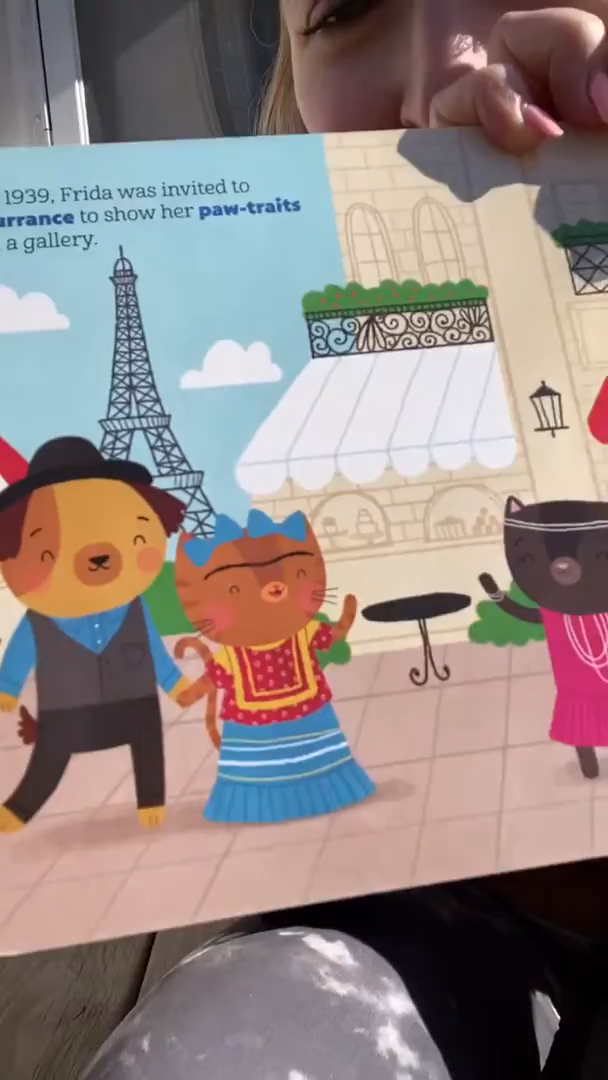 1939, Frida was invited to
urrance to show her paw-traits
a gallery.